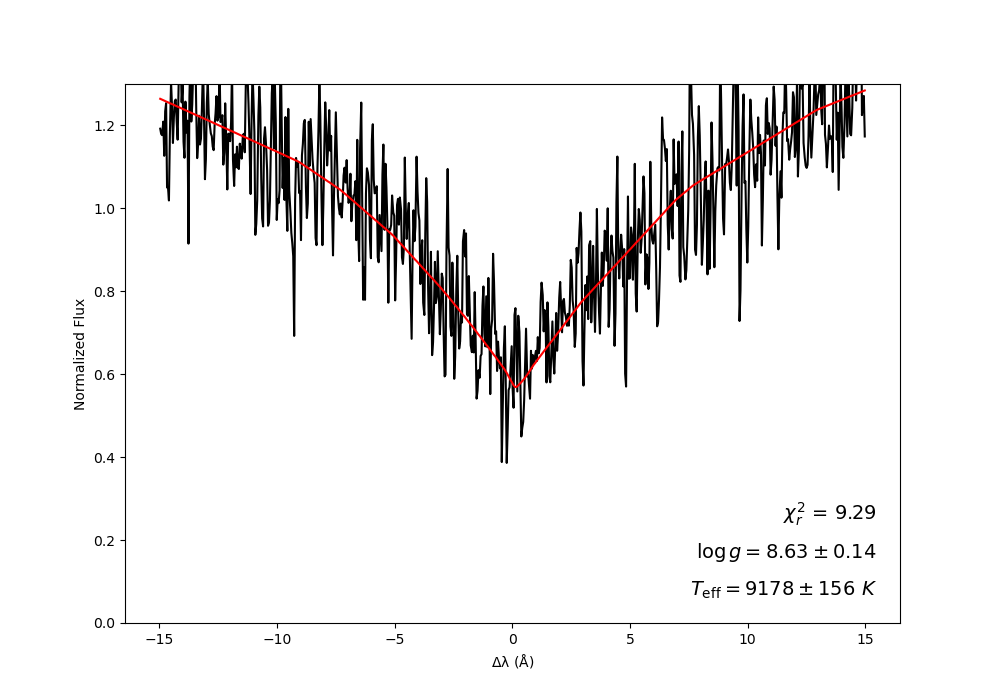 1.2
1.0
0.8
0.6
0.4
0.2
0.0
Normalized Flux
χ²ᵣ = 9.29
log g = 8.63 ± 0.14
T_eff = 9178 ± 156 K
−15 −10 −5 0 5 10 15
Δλ (Å)